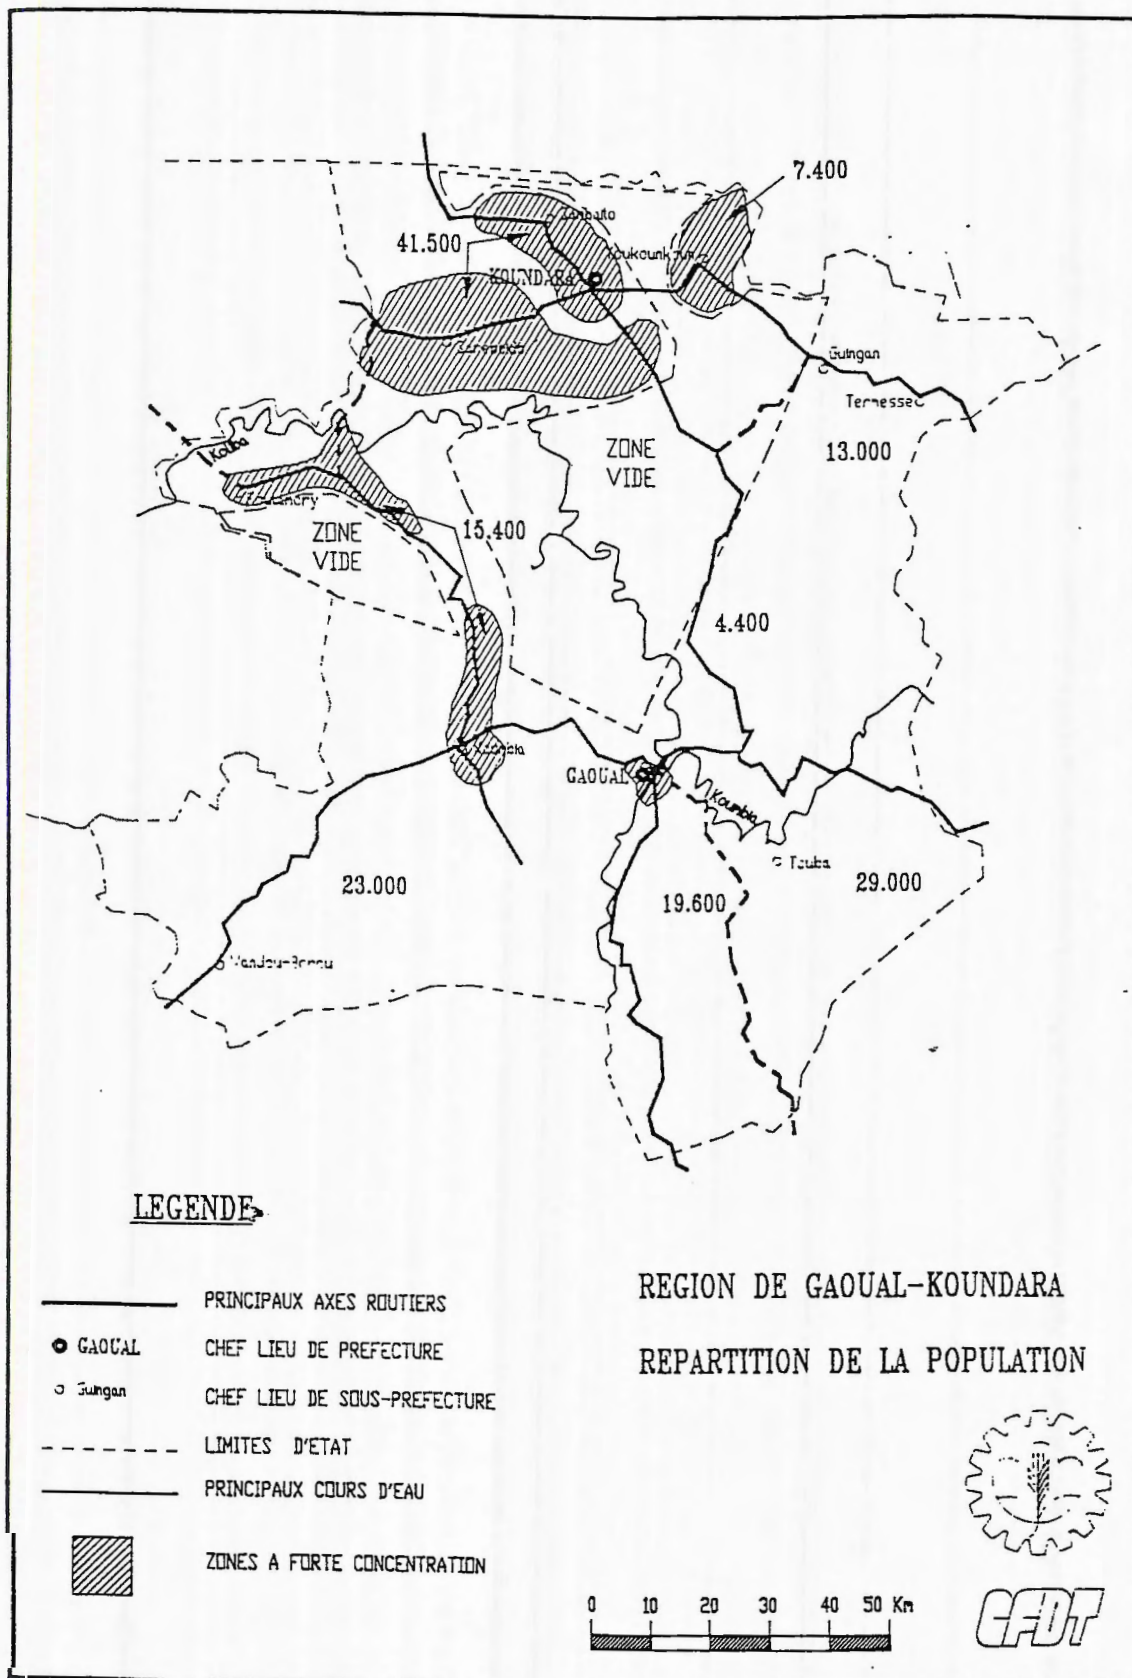 7.400
41.500
KOUNDARA
Guingan
Termesse
13.000
Kouba
ZONE
VIDE
ZONE
VIDE
15.400
4.400
GAOUAL
Koumbia
Touba
23.000
19.600
29.000
LEGENDE
PRINCIPAUX AXES ROUTIERS
GAOUAL CHEF LIEU DE PREFECTURE
Guingan CHEF LIEU DE SOUS-PREFECTURE
LIMITES D'ETAT
PRINCIPAUX COURS D'EAU
ZONES A FORTE CONCENTRATION
REGION DE GAOUAL-KOUNDARA
REPARTITION DE LA POPULATION
0 10 20 30 40 50 Km
CFDT